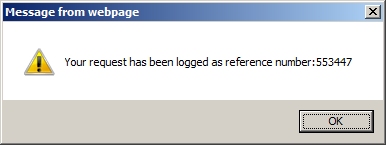 Message from webpage
Your request has been logged as reference number:553447
OK